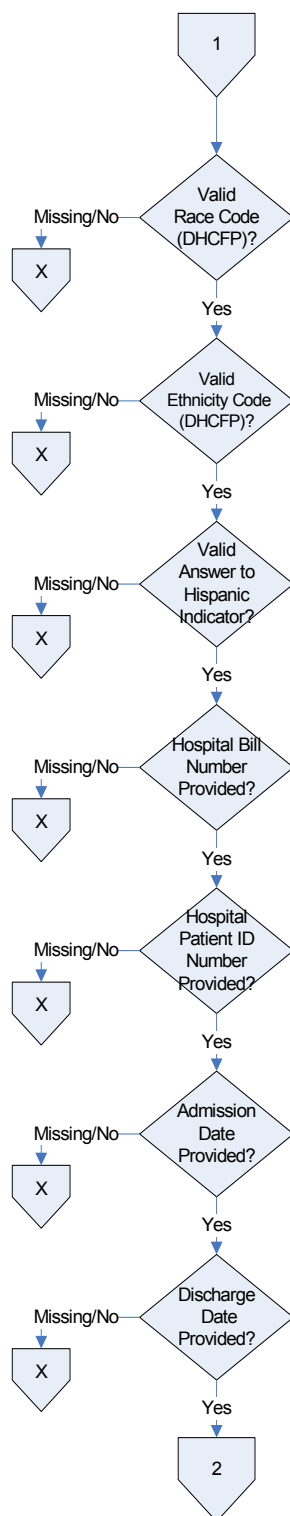 1
Valid
Race Code
(DHCFP)?
Missing/No
X
Yes
Valid
Ethnicity Code
(DHCFP)?
Missing/No
X
Yes
Valid
Answer to
Hispanic
Indicator?
Missing/No
X
Yes
Hospital Bill
Number
Provided?
Missing/No
X
Yes
Hospital
Patient ID
Number
Provided?
Missing/No
X
Yes
Admission
Date
Provided?
Missing/No
X
Yes
Discharge
Date
Provided?
Missing/No
X
Yes
2